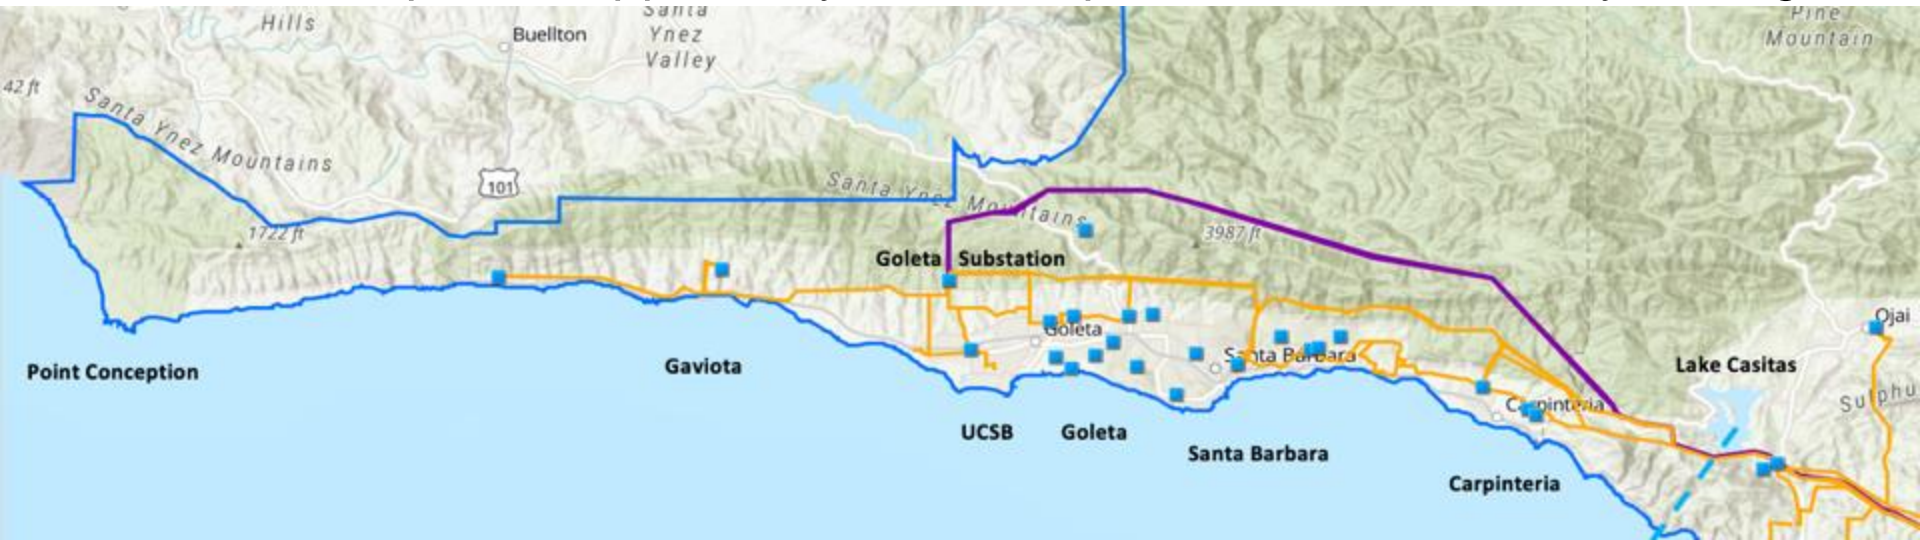 Hills
Buellton
Santa
Ynez
Valley
Pine
Mountain
42 ft
Santa Ynez Mountains
101
Santa Ynez Mountains
1722 ft
3987 ft
Goleta Substation
Ojai
Goleta
Santa Barbara
Lake Casitas
Point Conception
Gaviota
Carpinteria
Sulphu
UCSB
Goleta
Santa Barbara
Carpinteria